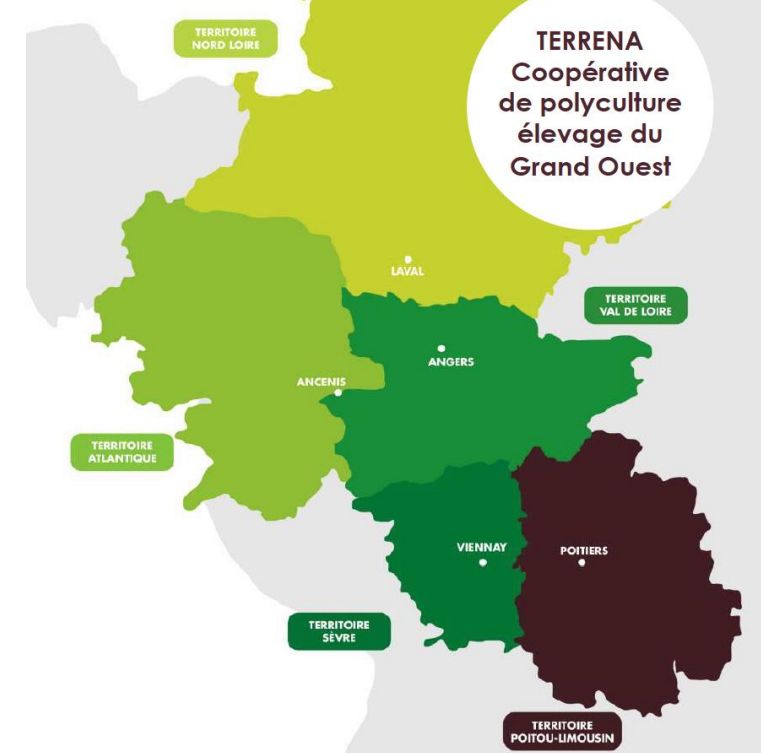 TERRITOIRE
NORD LOIRE
TERRENA
Coopérative
de polyculture
élevage du
Grand Ouest
LAVAL
TERRITOIRE
VAL DE LOIRE
ANGERS
ANCENIS
TERRITOIRE
ATLANTIQUE
VIENNAY
POITIERS
TERRITOIRE
SÈVRE
TERRITOIRE
POITOU-LIMOUSIN